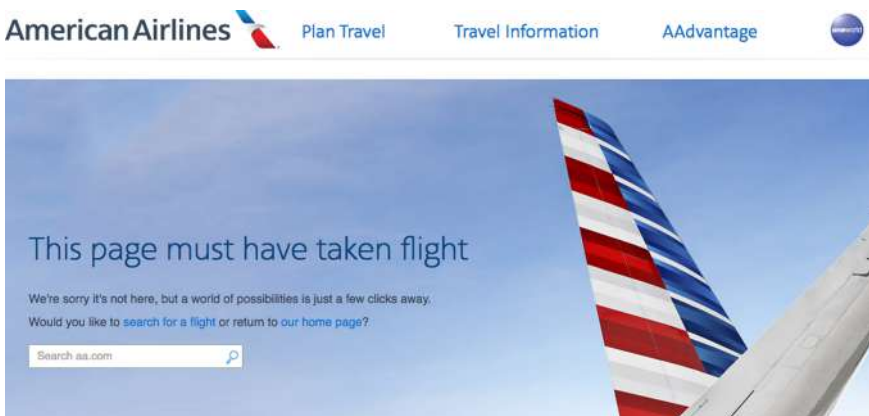 American Airlines
Plan Travel
Travel Information
AAdvantage
oneworld
This page must have taken flight
We're sorry it's not here, but a world of possibilities is just a few clicks away.
Would you like to search for a flight or return to our home page?
Search aa.com